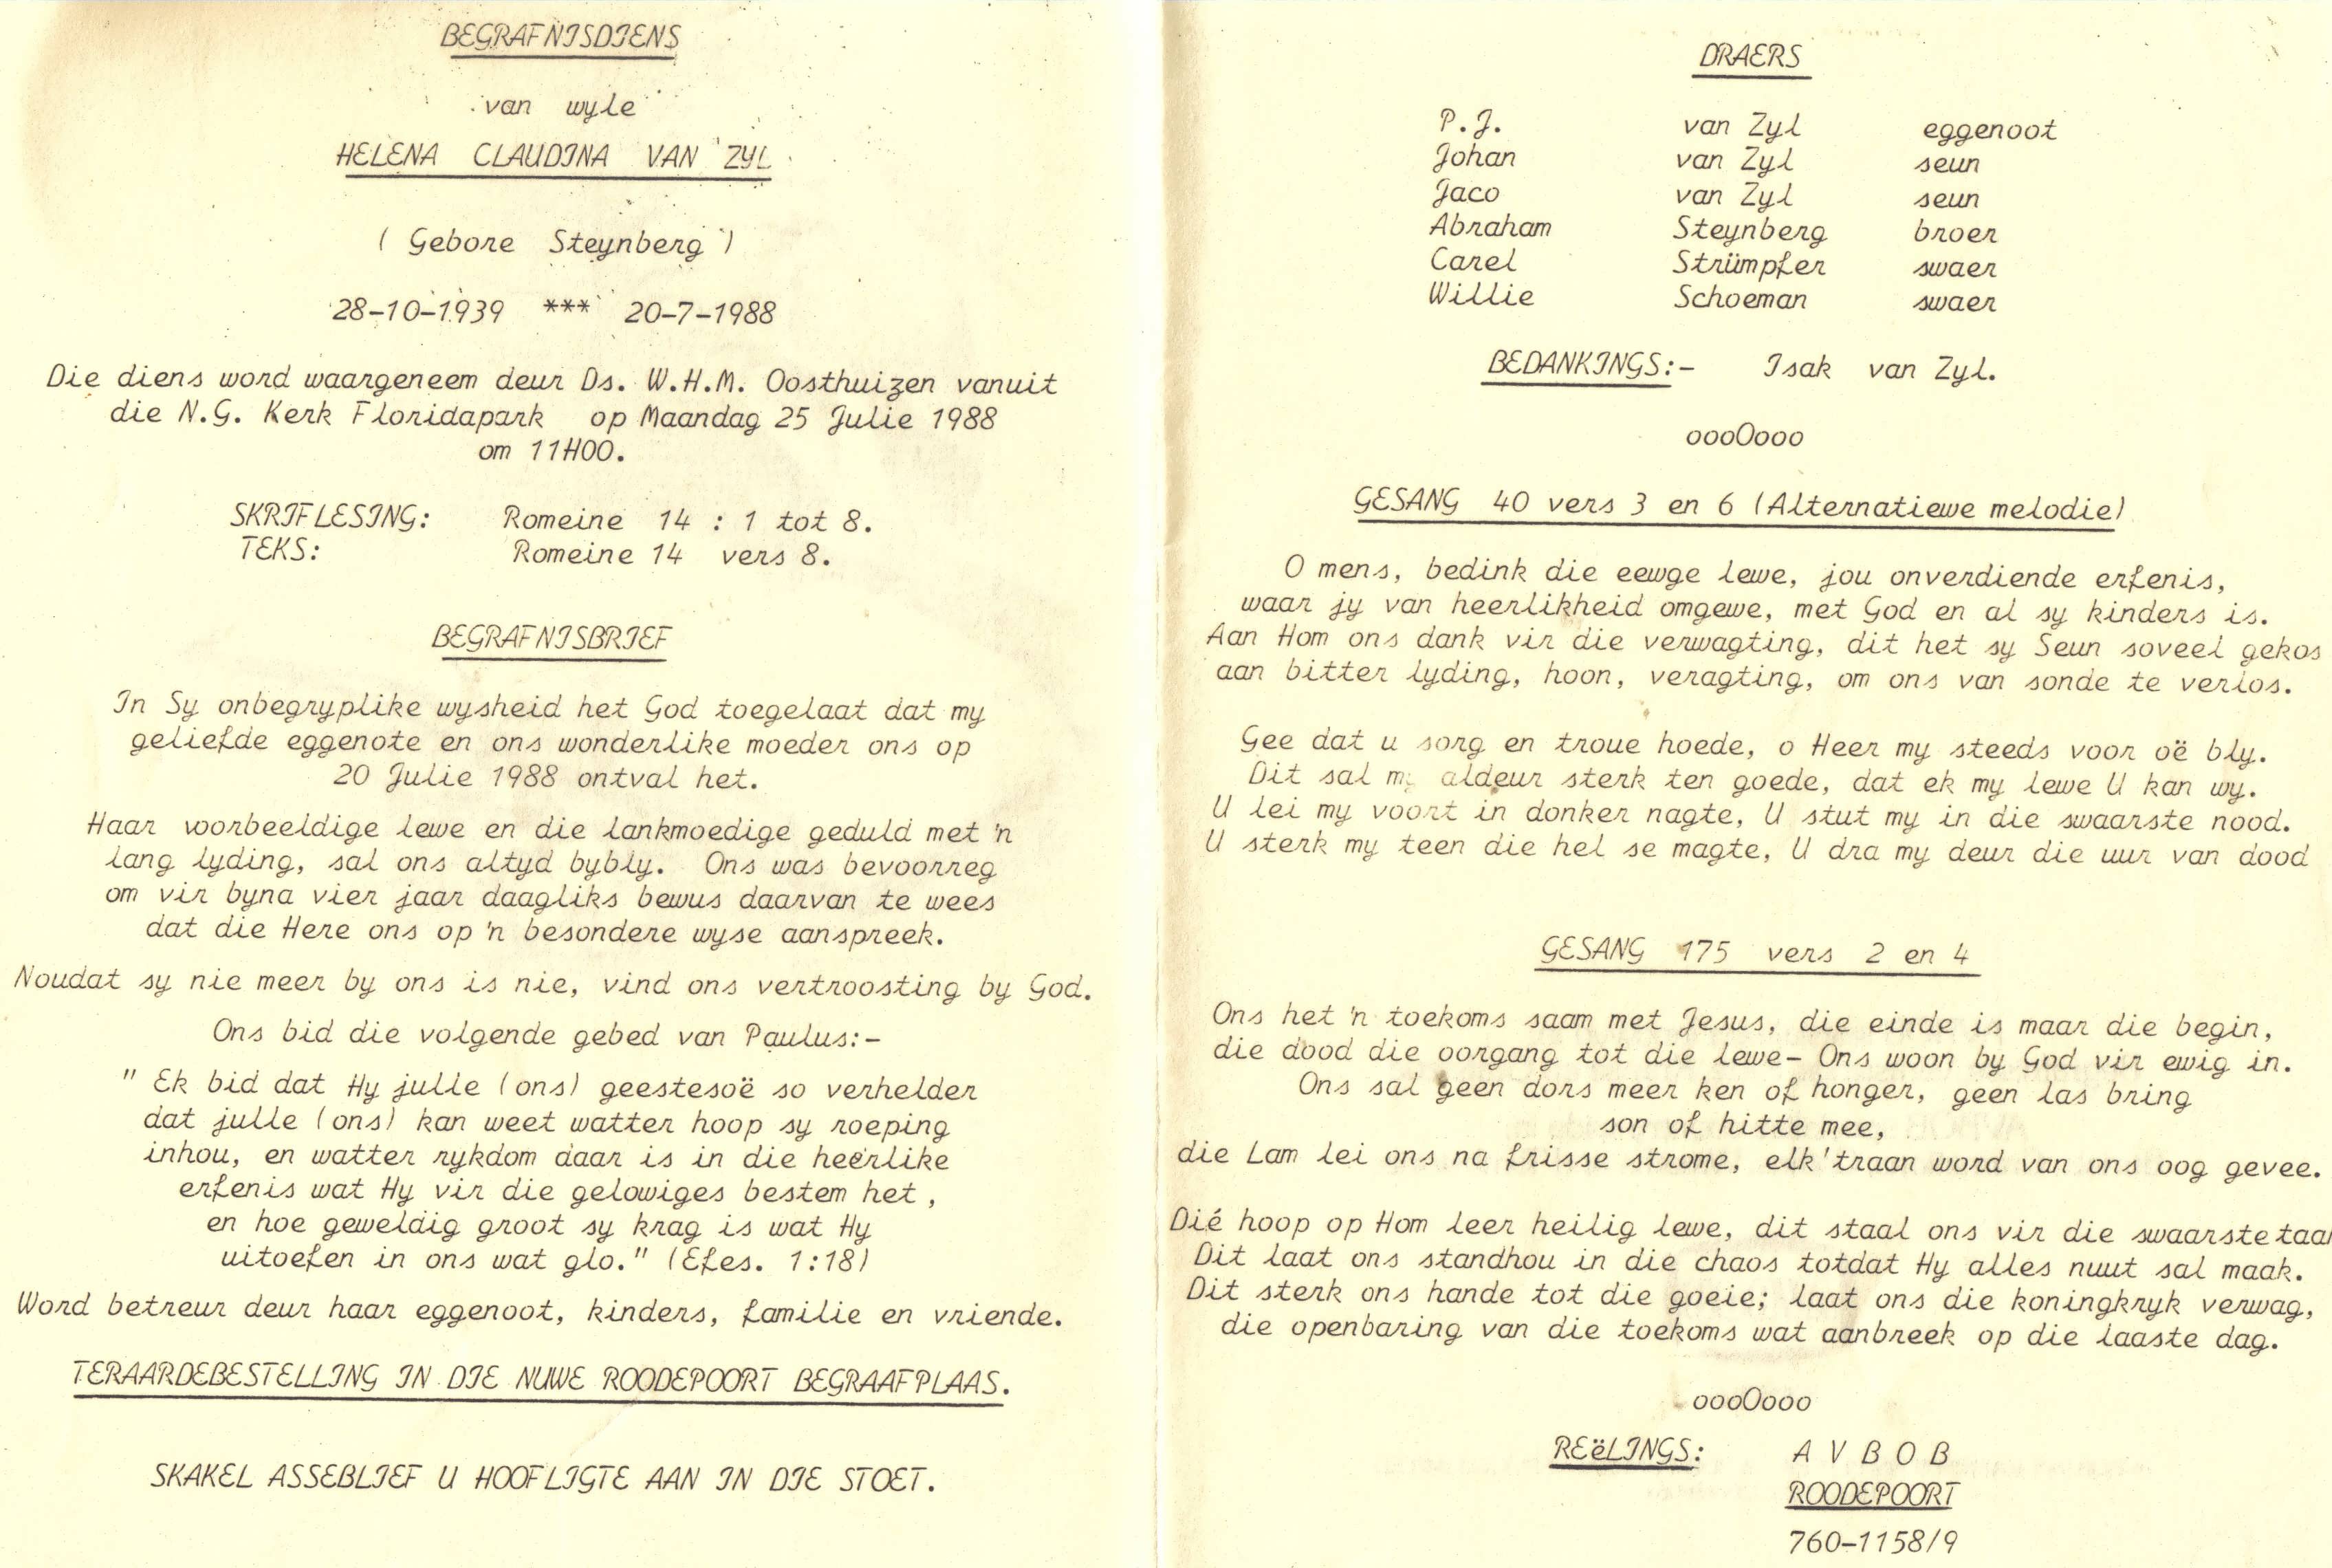 BEGRAFNISDIENS
van wyle
HELENA CLAUDINA VAN ZYL
( Gebore Steynberg )
28-10-1939 *** 20-7-1988
Die diens word waargeneem deur Ds. W.H.M. Oosthuizen vanuit
die N.G. Kerk Floridapark op Maandag 25 Julie 1988
om 11H00.
SKRIFLESING: Romeine 14 : 1 tot 8.
TEKS: Romeine 14 vers 8.
BEGRAFNISBRIEF
In Sy onbegryplike wysheid het God toegelaat dat my
geliefde eggenote en ons wonderlike moeder ons op
20 Julie 1988 ontval het.
Haar voorbeeldige lewe en die lankmoedige geduld met 'n
lang lyding, sal ons altyd bybly. Ons was bevoorreg
om vir byna vier jaar daagliks bewus daarvan te wees
dat die Here ons op 'n besondere wyse aanspreek.
Noudat sy nie meer by ons is nie, vind ons vertroosting by God.
Ons bid die volgende gebed van Paulus:-
" Ek bid dat Hy julle (ons) geestesoë so verhelder
dat julle (ons) kan weet watter hoop sy roeping
inhou, en watter rykdom daar is in die heerlike
erfenis wat Hy vir die gelowiges bestem het,
en hoe geweldig groot sy krag is wat Hy
uitoefen in ons wat glo." (Efes. 1:18)
Word betreur deur haar eggenoot, kinders, familie en vriende.
TERAARDEBESTELLING IN DIE NUWE ROODEPOORT BEGRAAFPLAAS.
SKAKEL ASSEBLIEF U HOOFLIGTE AAN IN DIE STOET.
DRAERS
P.J. van Zyl eggenoot
Johan van Zyl seun
Jaco van Zyl seun
Abraham Steynberg broer
Carel Strümpfer swaer
Willie Schoeman swaer
BEDANKINGS:- Isak van Zyl.
oooOooo
GESANG 40 vers 3 en 6 (Alternatiewe melodie)
O mens, bedink die eewge lewe, jou onverdiende erfenis,
waar jy van heerlikheid omgewe, met God en al sy kinders is.
Aan Hom ons dank vir die verwagting, dit het sy Seun soveel gekos
aan bitter lyding, hoon, veragting, om ons van sonde te verlos.
Gee dat u sorg en troue hoede, o Heer my steeds voor oë bly.
Dit sal aldeur sterk ten goede, dat ek my lewe U kan wy.
U lei my voort in donker nagte, U stut my in die swaarste nood.
U sterk my teen die hel se magte, U dra my deur die uur van dood
GESANG 175 vers 2 en 4
Ons het 'n toekoms saam met Jesus, die einde is maar die begin,
die dood die oorgang tot die lewe- Ons woon by God vir ewig in.
Ons sal geen dors meer ken of honger, geen las bring
son of hitte mee,
die Lam lei ons na frisse strome, elk'traan word van ons oog gevee.
Dié hoop op Hom leer heilig lewe, dit staal ons vir die swaarste taa
Dit laat ons standhou in die chaos totdat Hy alles nuut sal maak.
Dit sterk ons hande tot die goeie; laat ons die koningkryk verwag,
die openbaring van die toekoms wat aanbreek op die laaste dag.
oooOooo
REëLINGS: A V B O B
ROODEPOORT
760-1158/9